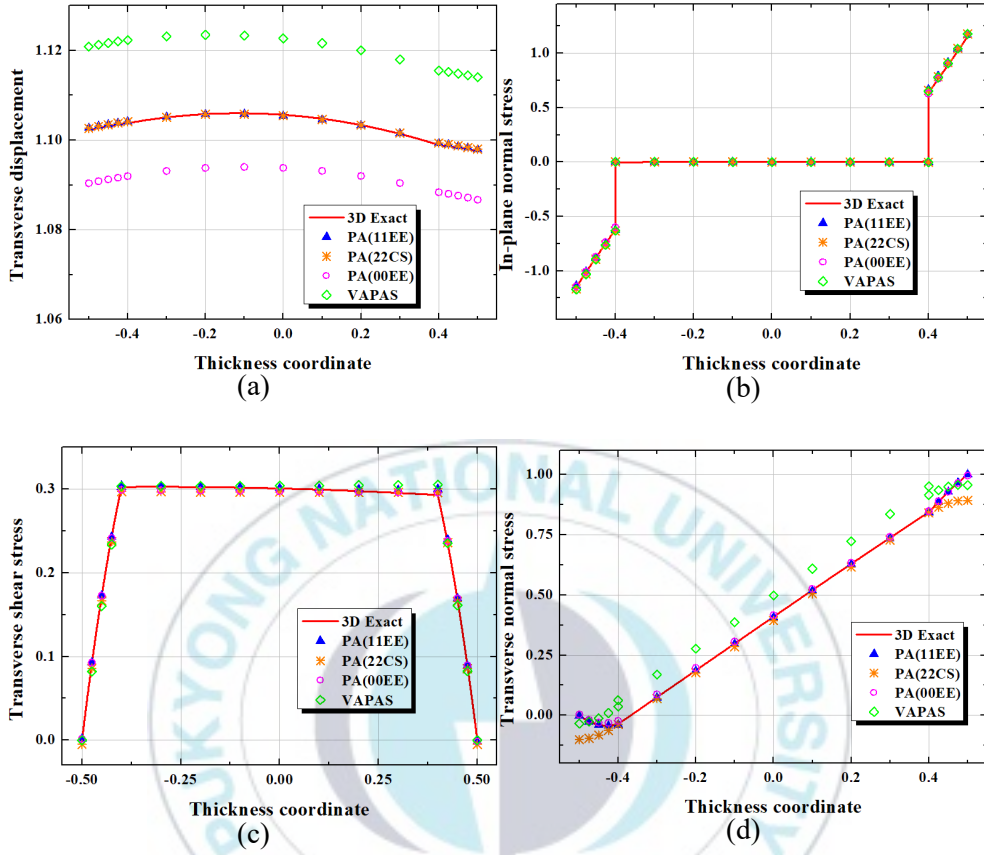 Transverse displacement
1.12
1.10
1.08
1.06
-0.4
-0.2
0.0
0.2
0.4
3D Exact
PA(11EE)
PA(22CS)
PA(00EE)
VAPAS
Thickness coordinate
(a)
In-plane normal stress
1.0
0.5
0.0
-0.5
-1.0
-0.4
-0.2
0.0
0.2
0.4
3D Exact
PA(11EE)
PA(22CS)
PA(00EE)
VAPAS
Thickness coordinate
(b)
Transverse shear stress
0.3
0.2
0.1
0.0
-0.50
-0.25
0.00
0.25
0.50
3D Exact
PA(11EE)
PA(22CS)
PA(00EE)
VAPAS
Thickness coordinate
(c)
Transverse normal stress
1.00
0.75
0.50
0.25
0.00
-0.4
-0.2
0.0
0.2
0.4
3D Exact
PA(11EE)
PA(22CS)
PA(00EE)
VAPAS
Thickness coordinate
(d)
PUKYONG NATIONAL UNIVERSITY